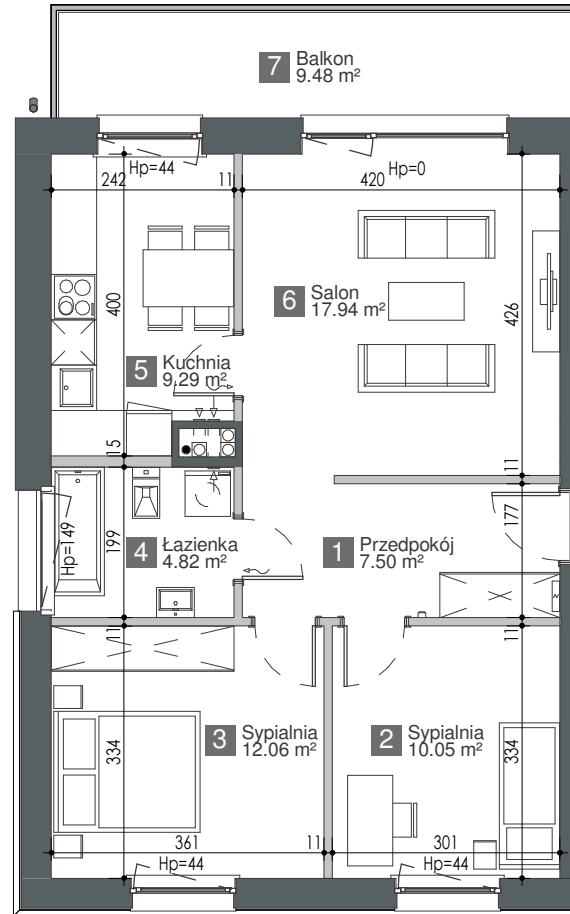 7 Balkon
9.48 m²
Hp=44
Hp=0
242
11
420
400
426
6 Salon
17.94 m²
5 Kuchnia
9.29 m²
15
11
Hp=149
199
177
4 Łazienka
4.82 m²
1 Przedpokój
7.50 m²
11
11
3 Sypialnia
12.06 m²
2 Sypialnia
10.05 m²
334
334
361
11
301
Hp=44
Hp=44